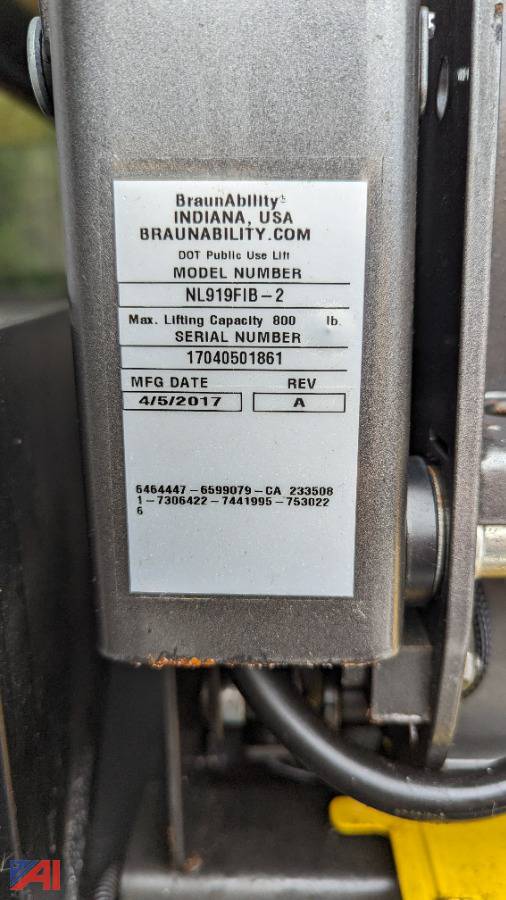 BraunAbility®
INDIANA, USA
BRAUNABILITY.COM
DOT Public Use Lift
MODEL NUMBER
NL919FIB-2
Max. Lifting Capacity 800 lb.
SERIAL NUMBER
17040501861
MFG DATE REV
4/5/2017 A
6464447-6599079-CA 233508
1-7306422-7441995-753022
6
AI